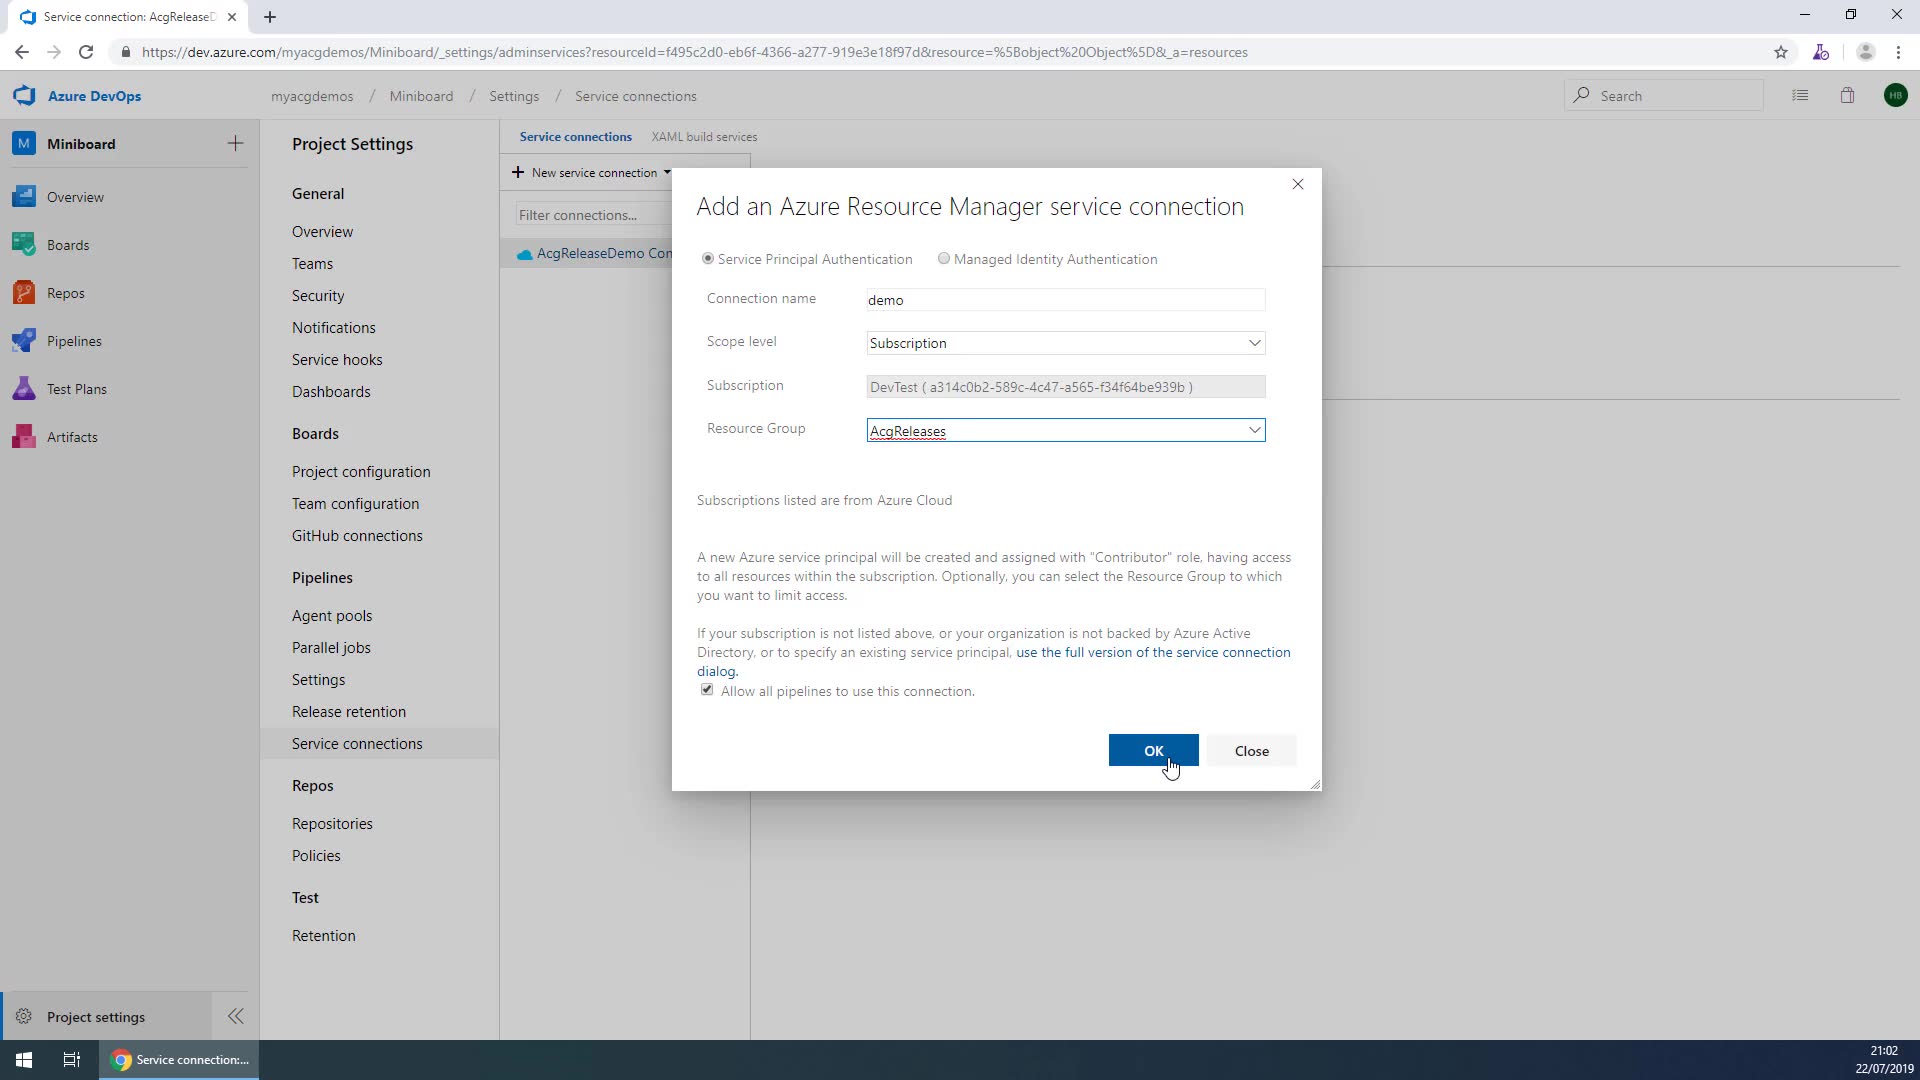 Service connection: AcgReleaseD
https://dev.azure.com/myacgdemos/Miniboard/_settings/adminservices?resourceId=f495c2d0-eb6f-4366-a277-919e3e18f97d&resource=%5Bobject%20Object%5D&_a=resources
Azure DevOps
myacgdemos / Miniboard / Settings / Service connections
Search
HB
M Miniboard
Overview
Boards
Repos
Pipelines
Test Plans
Artifacts
Project settings
Project Settings
General
Overview
Teams
Security
Notifications
Service hooks
Dashboards
Boards
Project configuration
Team configuration
GitHub connections
Pipelines
Agent pools
Parallel jobs
Settings
Release retention
Service connections
Repos
Repositories
Policies
Test
Retention
Service connections XAML build services
New service connection
Filter connections...
AcgReleaseDemo Con
Add an Azure Resource Manager service connection
Service Principal Authentication Managed Identity Authentication
Connection name demo
Scope level Subscription
Subscription DevTest ( a314c0b2-589c-4c47-a565-f34f64be939b )
Resource Group AcgReleases
Subscriptions listed are from Azure Cloud
A new Azure service principal will be created and assigned with "Contributor" role, having access
to all resources within the subscription. Optionally, you can select the Resource Group to which
you want to limit access.
If your subscription is not listed above, or your organization is not backed by Azure Active
Directory, or to specify an existing service principal, use the full version of the service connection
dialog.
Allow all pipelines to use this connection.
OK Close
Service connection:...
21:02
22/07/2019